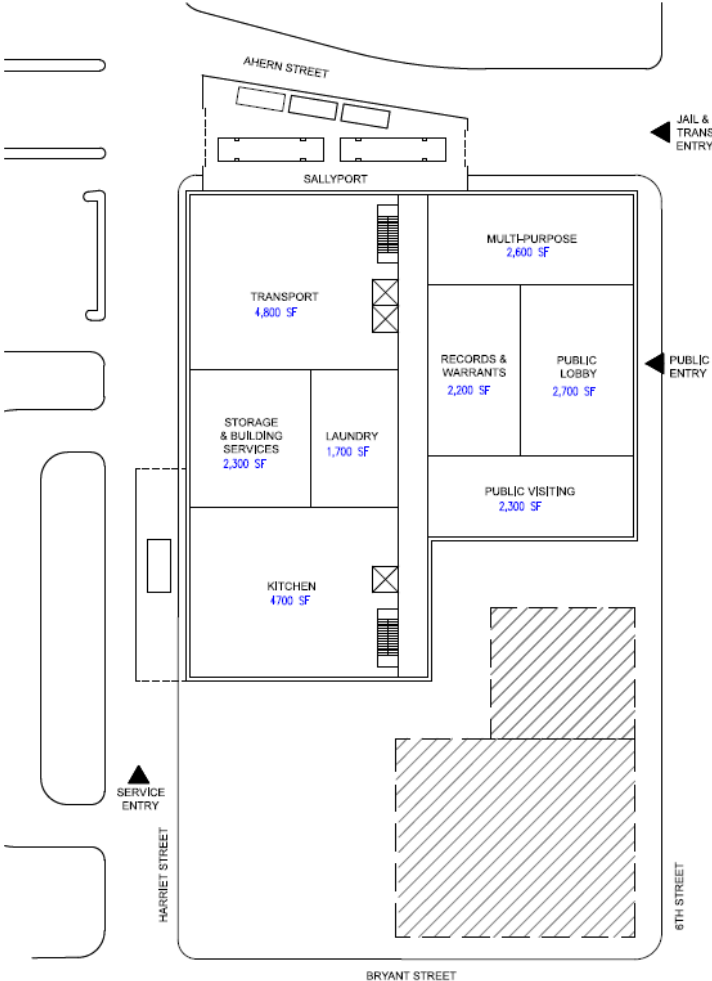 AHERN STREET
JAIL &
TRANS
ENTRY
SALLYPORT
MULTI-PURPOSE
2,600 SF
TRANSPORT
4,800 SF
RECORDS &
WARRANTS
2,200 SF
PUBLIC
LOBBY
2,700 SF
PUBLIC
ENTRY
STORAGE
& BUILDING
SERVICES
2,300 SF
LAUNDRY
1,700 SF
PUBLIC VISITING
2,300 SF
KITCHEN
4700 SF
SERVICE
ENTRY
HARRIET STREET
6TH STREET
BRYANT STREET